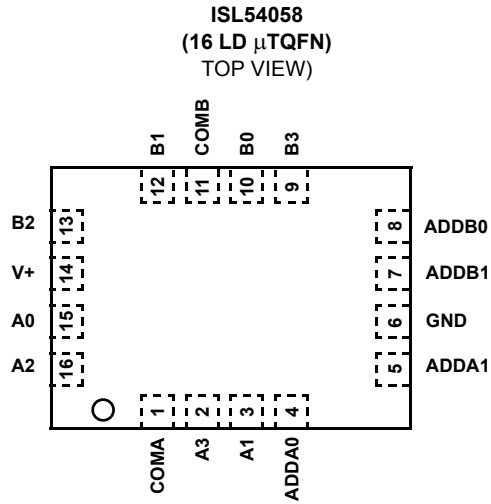 ISL54058
(16 LD μTQFN)
TOP VIEW)
B1
COMB
B0
B3
12
11
10
9
B2
13
8
ADDB0
V+
14
7
ADDB1
A0
15
6
GND
A2
16
5
ADDA1
1
2
3
4
COMA
A3
A1
ADDA0